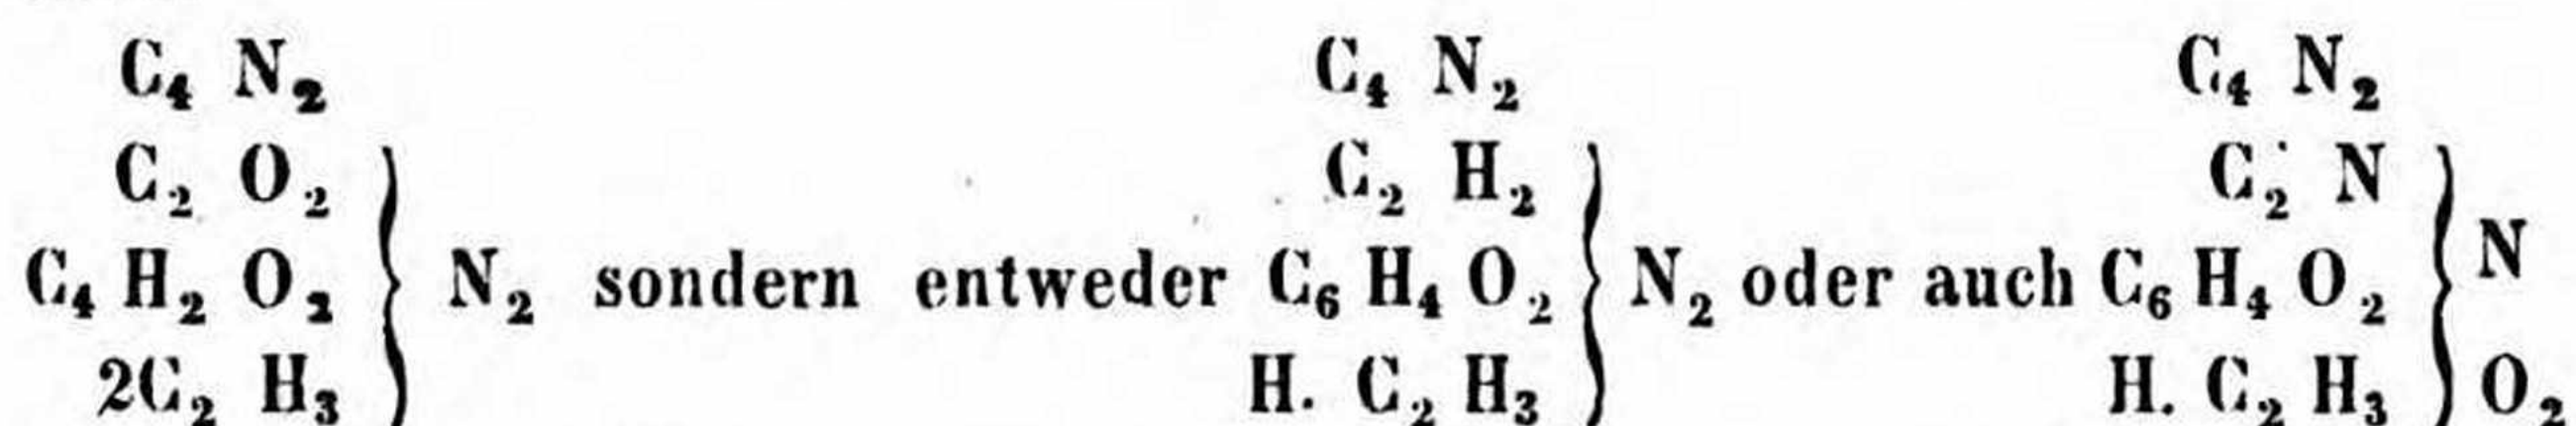 C₄ N₂ C₄ N₂ C₄ N₂
C₂ O₂ C₂ H₂ C₂ N
C₄ H₂ O₂ } N₂ sondern entweder C₆ H₄ O₂ } N₂ oder auch C₆ H₄ O₂ } N
2C₂ H₃ H. C₂ H₃ H. C₂ H₃ O₂